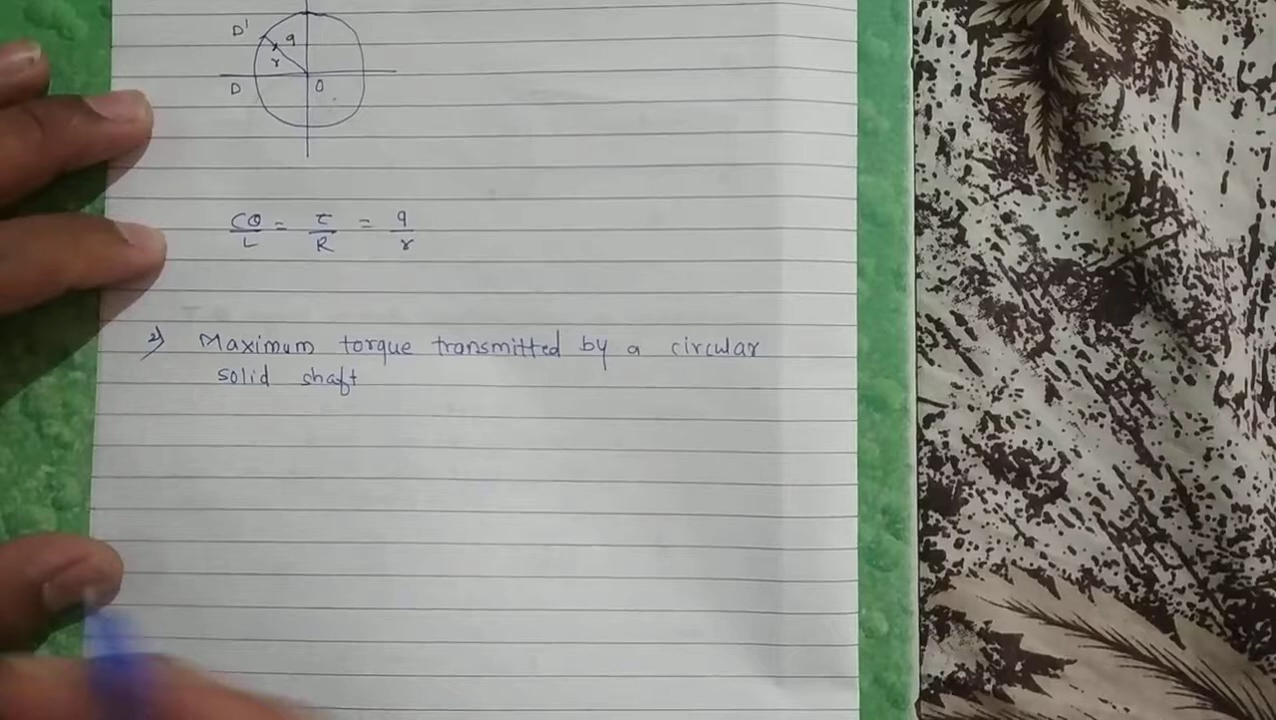 D' q
r
D O
Cθ/L = τ/R = q/r
2) Maximum torque transmitted by a circular
solid shaft